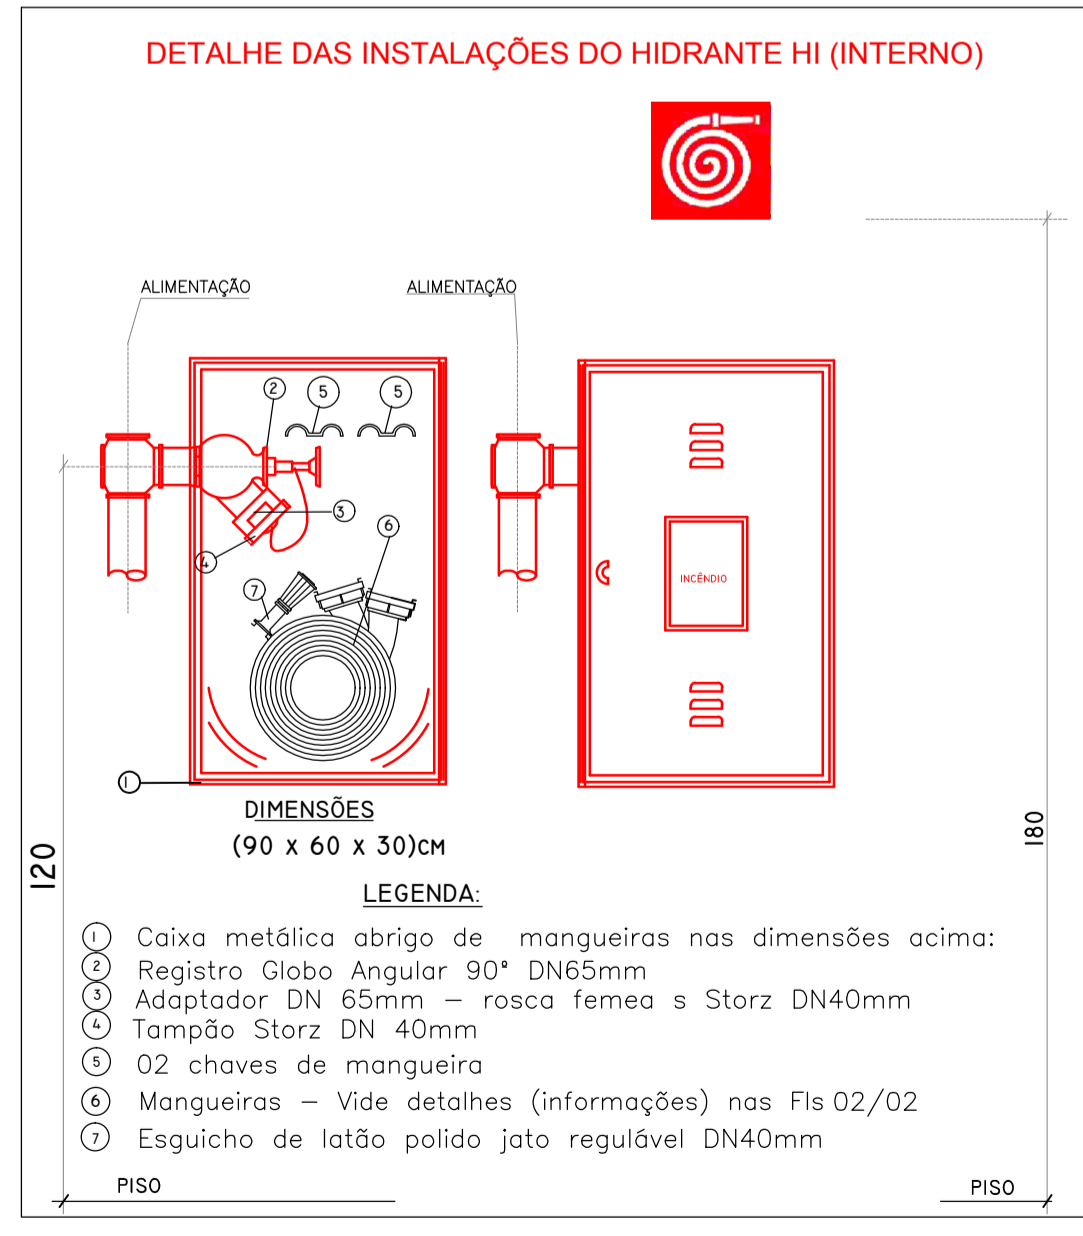 DETALHE DAS INSTALAÇÕES DO HIDRANTE HI (INTERNO)
ALIMENTAÇÃO
ALIMENTAÇÃO
2
5
5
3
6
4
7
INCÊNDIO
1
DIMENSÕES
(90 x 60 x 30)CM
120
180
LEGENDA:
1 Caixa metálica abrigo de mangueiras nas dimensões acima:
2 Registro Globo Angular 90° DN65mm
3 Adaptador DN 65mm – rosca femea s Storz DN40mm
4 Tampão Storz DN 40mm
5 02 chaves de mangueira
6 Mangueiras – Vide detalhes (informações) nas Fls 02/02
7 Esguicho de latão polido jato regulável DN40mm
PISO
PISO